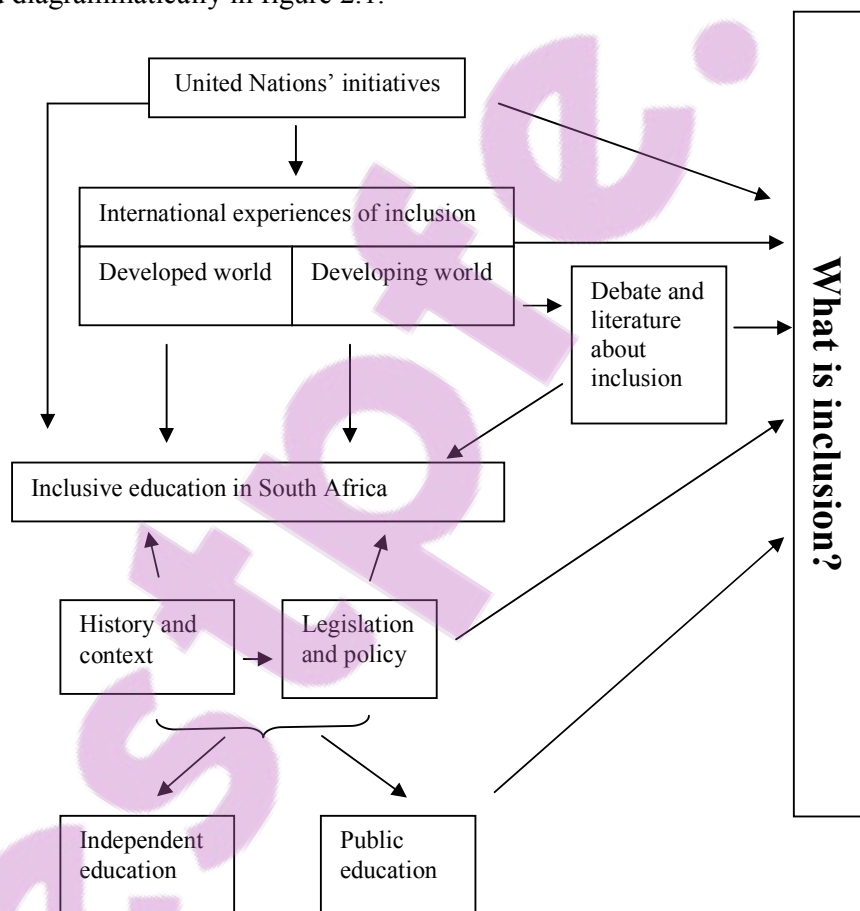 diagrammatically in figure 2.1.
United Nations’ initiatives
International experiences of inclusion
Developed world
Developing world
Debate and
literature
about
inclusion
What is inclusion?
Inclusive education in South Africa
History and
context
Legislation
and policy
Independent
education
Public
education